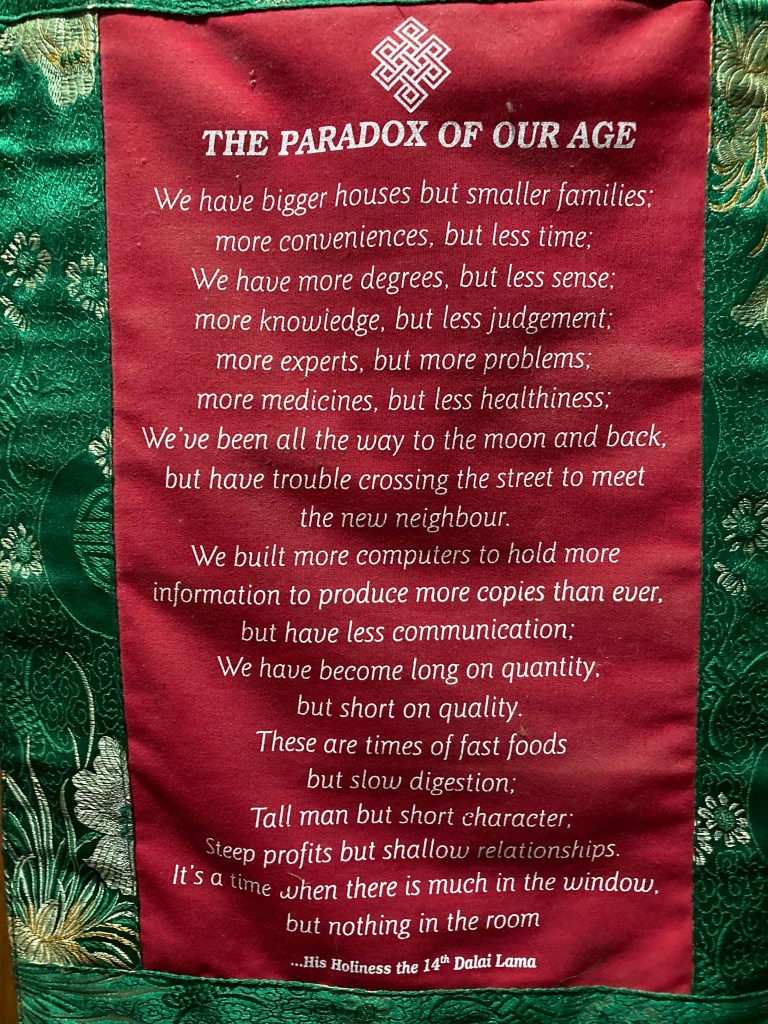 THE PARADOX OF OUR AGE
We have bigger houses but smaller families;
more conveniences, but less time;
We have more degrees, but less sense;
more knowledge, but less judgement;
more experts, but more problems;
more medicines, but less healthiness;
We've been all the way to the moon and back,
but have trouble crossing the street to meet
the new neighbour.
We built more computers to hold more
information to produce more copies than ever,
but have less communication;
We have become long on quantity,
but short on quality.
These are times of fast foods
but slow digestion;
Tall man but short character;
Steep profits but shallow relationships.
It's a time when there is much in the window,
but nothing in the room
...His Holiness the 14th Dalai Lama